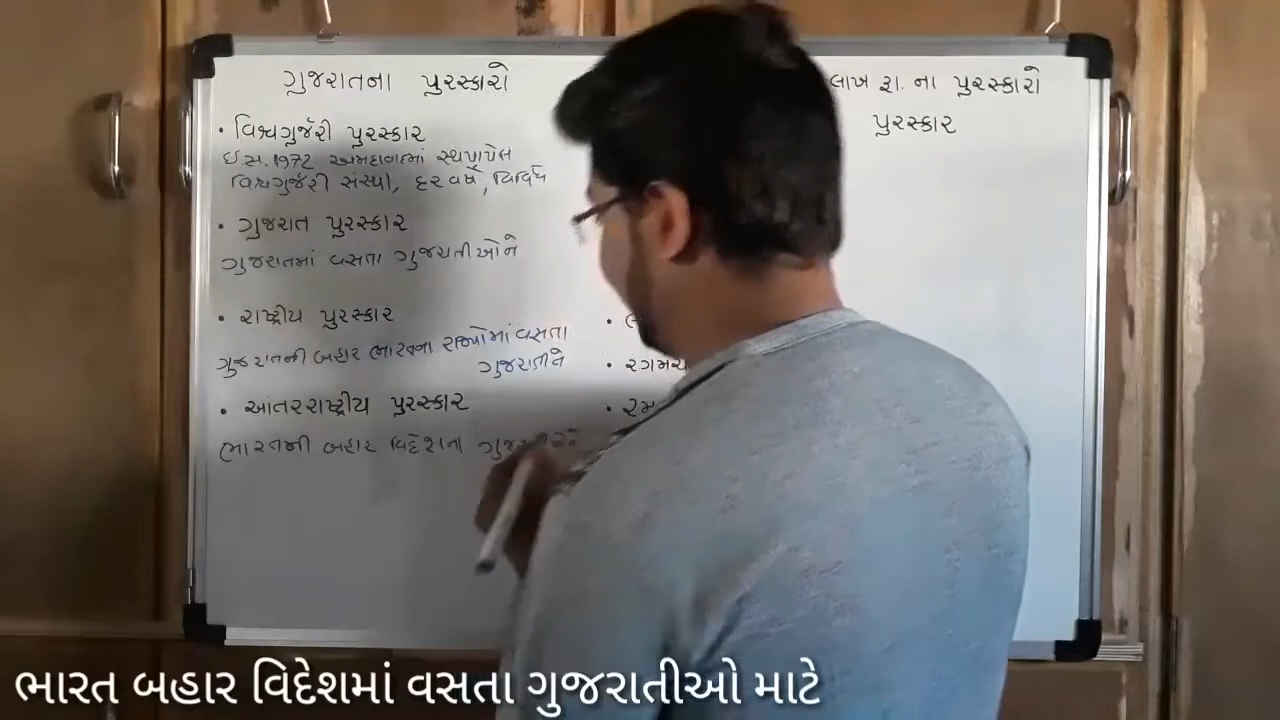 ગુજરાતના પુરસ્કારો
• વિશ્વગુર્જરી પુરસ્કાર
ઈ.સ. ૧૯૭૨ અમદાવાદમાં સ્થપાયેલ
વિશ્વગુર્જરી સંસ્થા, દર વર્ષે, વિવિધ
• ગુજરાત પુરસ્કાર
ગુજરાતમાં વસતા ગુજરાતીઓને
• રાષ્ટ્રીય પુરસ્કાર
ગુજરાતની બહાર ભારતના રાજ્યોમાં વસતા
ગુજરાતીને
• આંતરરાષ્ટ્રીય પુરસ્કાર
ભારતની બહાર વિદેશના
લાખ રૂા. ના પુરસ્કારો
પુરસ્કાર
ભારત બહાર વિદેશમાં વસતા ગુજરાતીઓ માટે